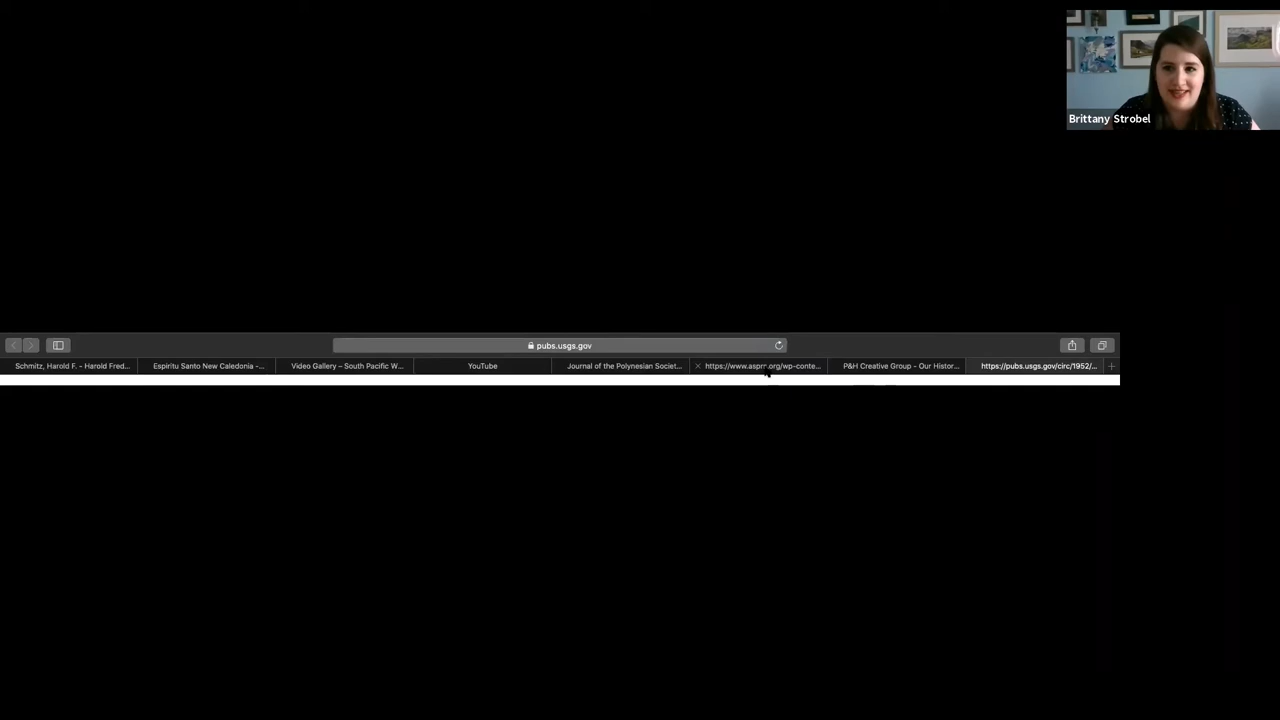 Brittany Strobel
pubs.usgs.gov
Schmitz, Harold F. - Harold Fred...
Espiritu Santo New Caledonia -...
Video Gallery – South Pacific W...
YouTube
Journal of the Polynesian Societ...
https://www.asprr.org/wp-conte...
P&H Creative Group - Our Histor...
https://pubs.usgs.gov/circ/1952/...